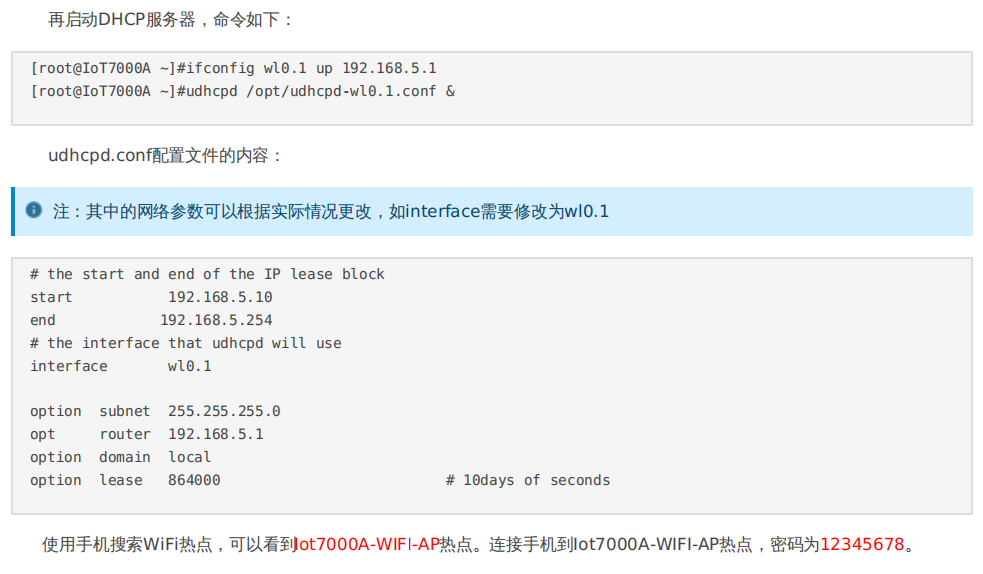 再启动DHCP服务器，命令如下：
[root@IoT7000A ~]#ifconfig wl0.1 up 192.168.5.1
[root@IoT7000A ~]#udhcpd /opt/udhcpd-wl0.1.conf &
udhcpd.conf配置文件的内容：
注：其中的网络参数可以根据实际情况更改，如interface需要修改为wl0.1
# the start and end of the IP lease block
start           192.168.5.10
end            192.168.5.254
# the interface that udhcpd will use
interface       wl0.1
option  subnet  255.255.255.0
opt     router  192.168.5.1
option  domain  local
option  lease   864000                          # 10days of seconds
使用手机搜索WiFi热点，可以看到Iot7000A-WIFI-AP热点。连接手机到Iot7000A-WIFI-AP热点，密码为12345678。